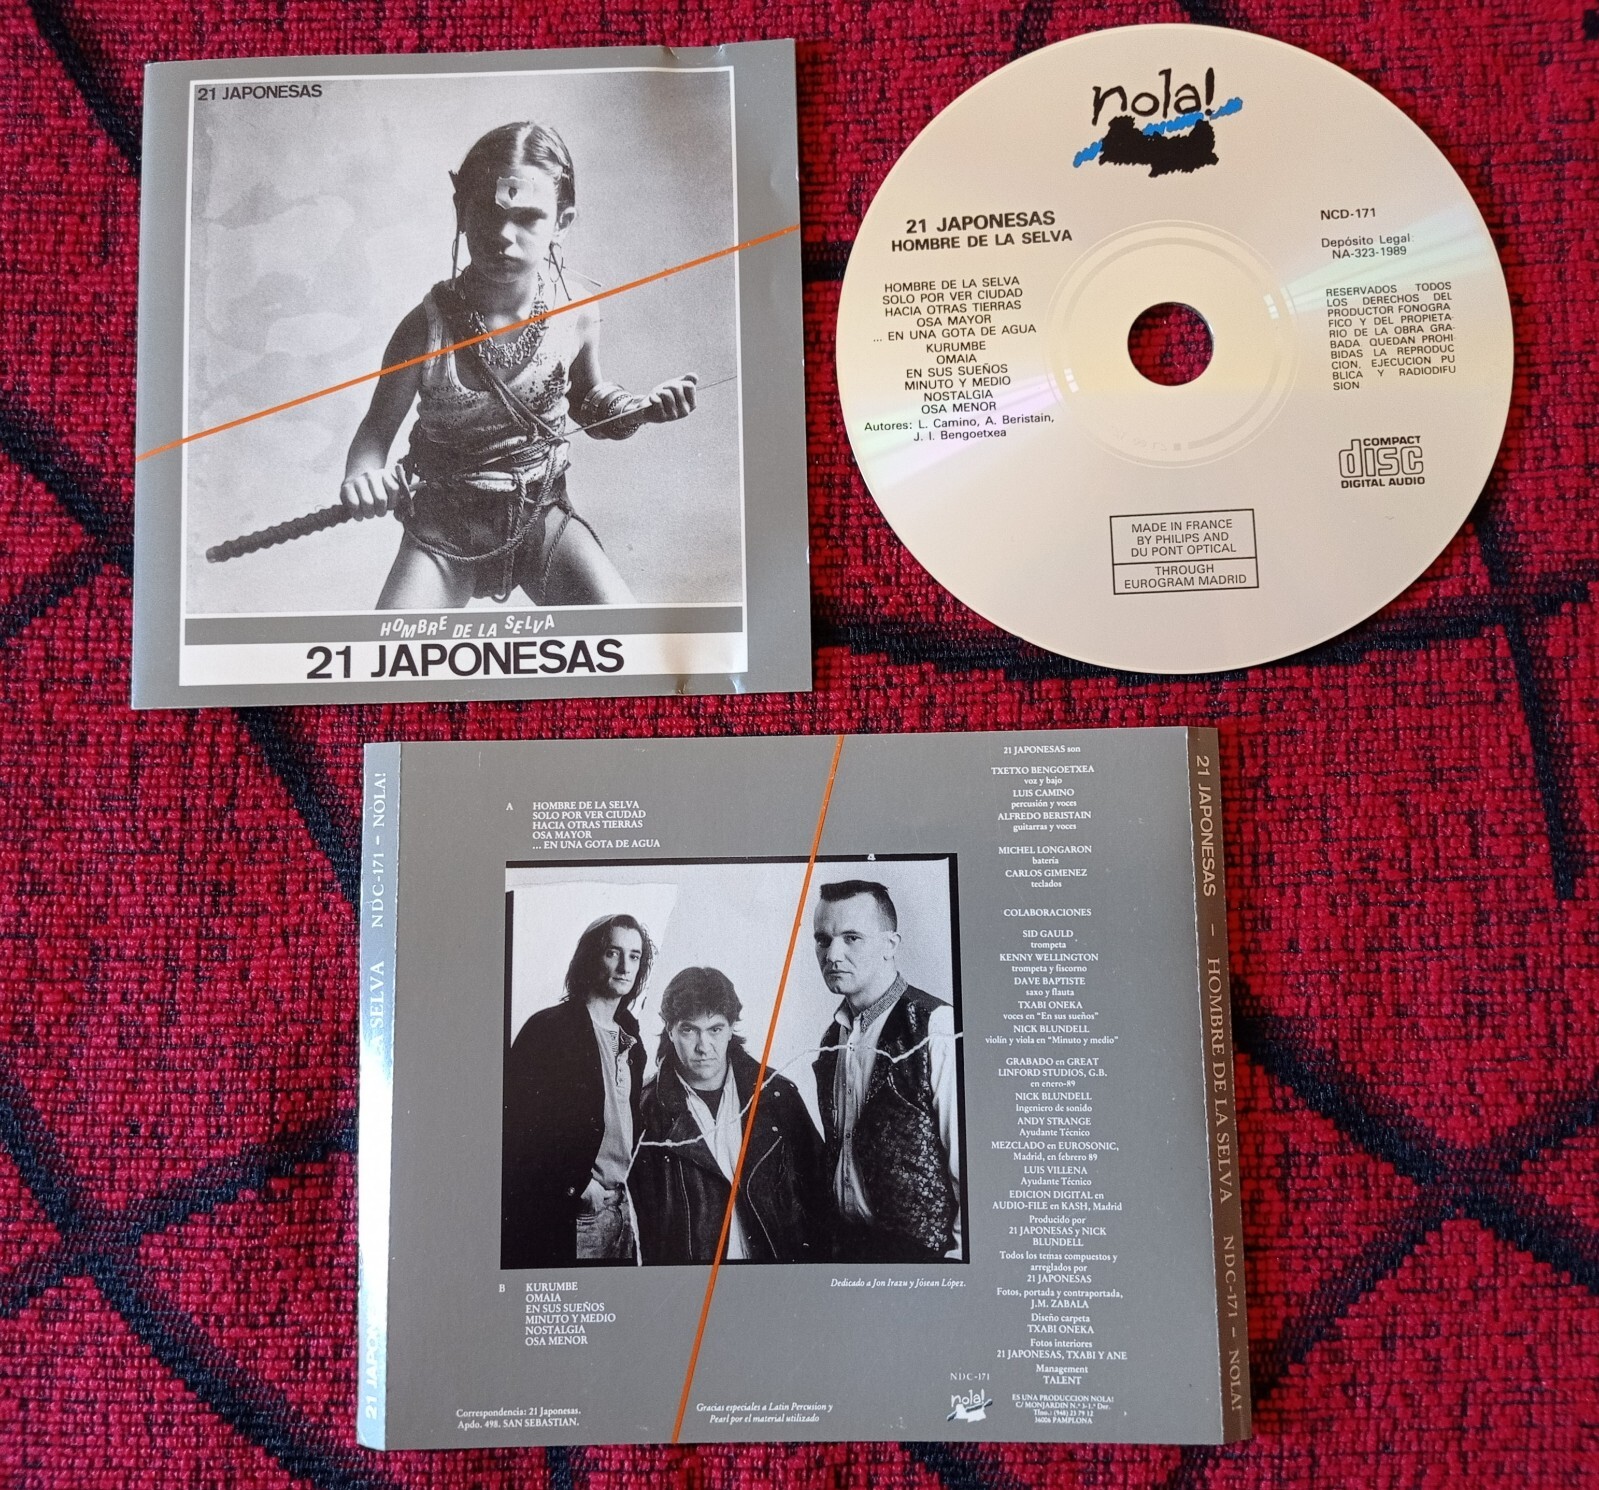 21 JAPONESAS
HOMBRE DE LA SELVA
21 JAPONESAS
nola!
21 JAPONESAS
HOMBRE DE LA SELVA
HOMBRE DE LA SELVA
SOLO POR VER CIUDAD
HACIA OTRAS TIERRAS
OSA MAYOR
... EN UNA GOTA DE AGUA
KURUMBE
OMAIA
EN SUS SUEÑOS
MINUTO Y MEDIO
NOSTALGIA
OSA MENOR
Autores: L. Camino, A. Beristain,
J. I. Bengoetxea
NCD-171
Depósito Legal:
NA-323-1989
RESERVADOS TODOS
LOS DERECHOS DEL
PRODUCTOR FONOGRA-
FICO Y DEL PROPIETA-
RIO DE LA OBRA GRA-
BADA QUEDAN PROHI-
BIDAS LA REPRODUC
CION, EJECUCION PU
BLICA Y RADIODIFU
SION
COMPACT
disc
DIGITAL AUDIO
MADE IN FRANCE
BY PHILIPS AND
DU PONT OPTICAL
THROUGH
EUROGRAM MADRID
21 JAPON
SELVA NDC-171 – NOLA!
A HOMBRE DE LA SELVA
SOLO POR VER CIUDAD
HACIA OTRAS TIERRAS
OSA MAYOR
... EN UNA GOTA DE AGUA
4
B KURUMBE
OMAIA
EN SUS SUEÑOS
MINUTO Y MEDIO
NOSTALGIA
OSA MENOR
Dedicado a Jon Irazu y Jósean López.
Correspondencia: 21 Japonesas.
Apdo. 498. SAN SEBASTIAN.
Gracias especiales a Latin Percusion y
Pearl por el material utilizado
21 JAPONESAS son
TXETXO BENGOETXEA
voz y bajo
LUIS CAMINO
percusión y voces
ALFREDO BERISTAIN
guitarras y voces
MICHEL LONGARON
batería
CARLOS GIMENEZ
teclados
COLABORACIONES
SID GAULD
trompeta
KENNY WELLINGTON
trompeta y fiscorno
DAVE BAPTISTE
saxo y flauta
TXABI ONEKA
voces en "En sus sueños"
NICK BLUNDELL
violín y viola en "Minuto y medio"
GRABADO en GREAT
LINFORD STUDIOS, G.B.
en enero-89
NICK BLUNDELL
Ingeniero de sonido
ANDY STRANGE
Ayudante Técnico
MEZCLADO en EUROSONIC,
Madrid, en febrero 89
LUIS VILLENA
Ayudante Técnico
EDICION DIGITAL en
AUDIO-FILE en KASH, Madrid
Producido por
21 JAPONESAS y NICK
BLUNDELL
Todos los temas compuestos y
arreglados por
21 JAPONESAS
Fotos, portada y contraportada,
J.M. ZABALA
Diseño carpeta
TXABI ONEKA
Fotos interiores
21 JAPONESAS, TXABI Y ANE
Management
TALENT
NDC-171
nola!
ES UNA PRODUCCION NOLA!
C/ MONJARDIN N.º 3-1.º Der.
Tfno.: (948) 23 79 12
36006 PAMPLONA
21 JAPONESAS – HOMBRE DE LA SELVA NDC-171 – NOLA!